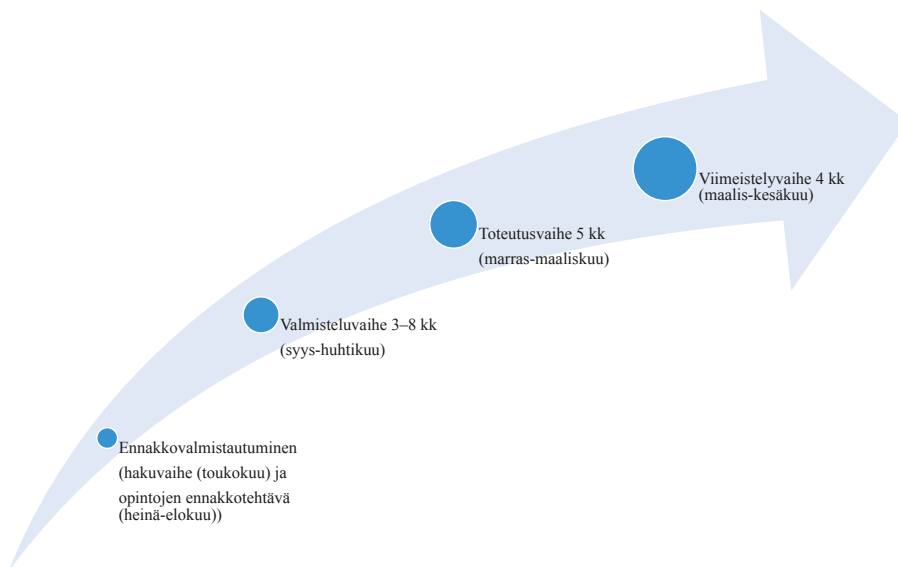 Viimeistelyvaihe 4 kk
(maalis-kesäkuu)
Toteutusvaihe 5 kk
(marras-maaliskuu)
Valmisteluvaihe 3–8 kk
(syys-huhtikuu)
Ennakkovalmistautuminen
(hakuvaihe (toukokuu) ja
opintojen ennakkotehtävä
(heinä-elokuu))